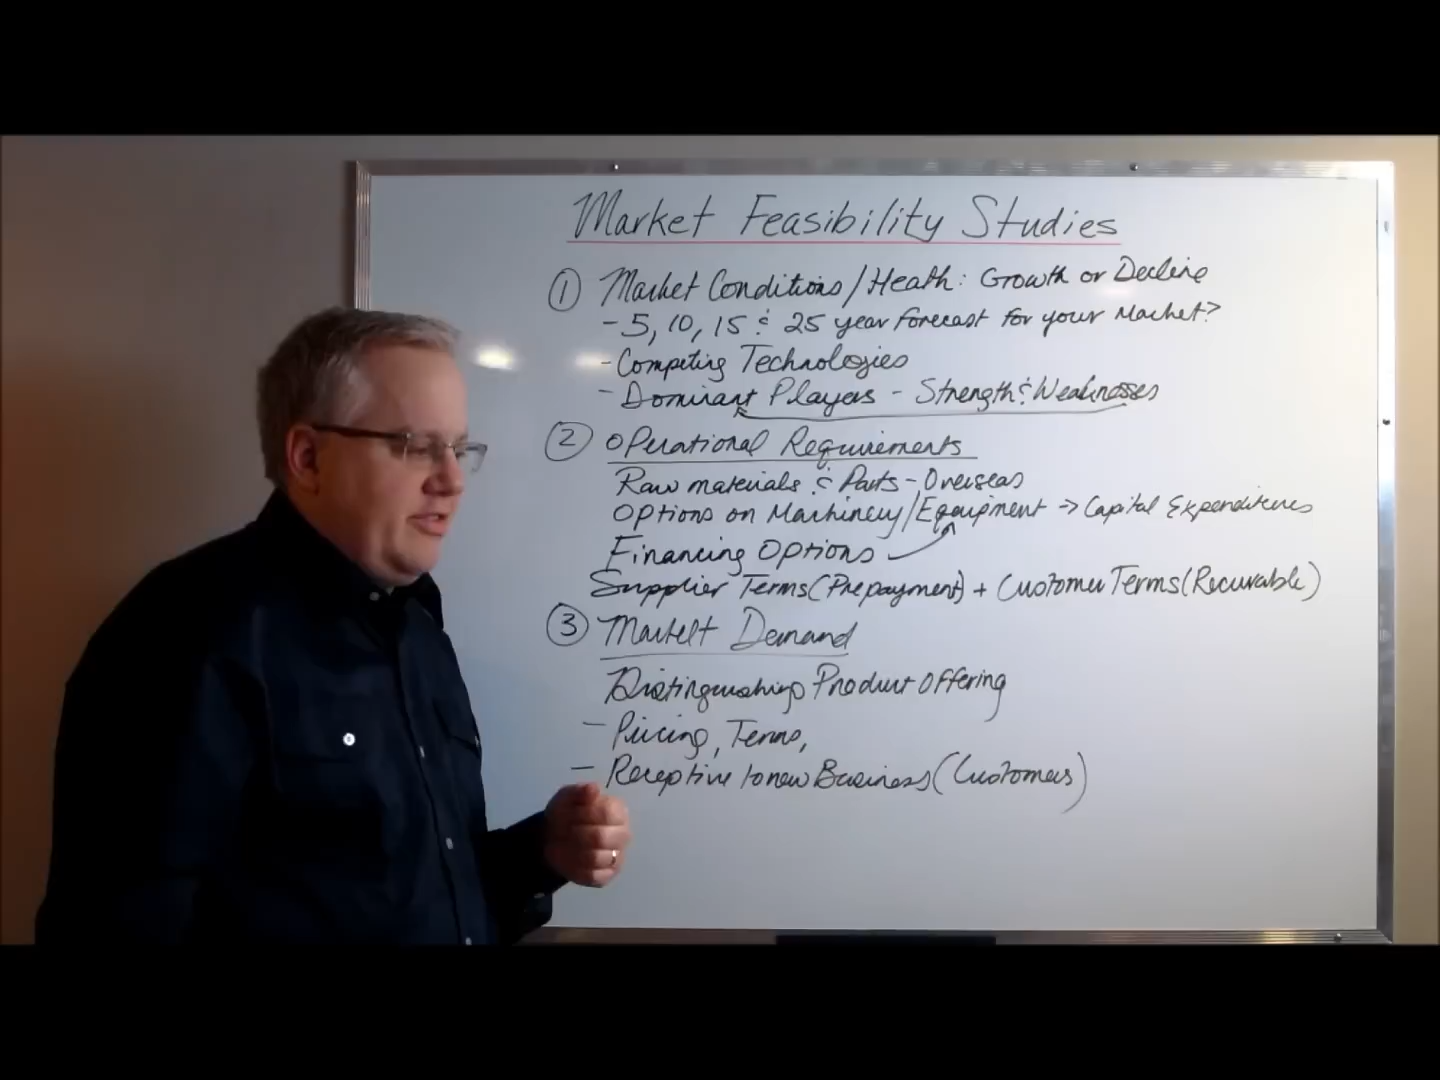 Market Feasibility Studies
① Market Conditions/Heath: Growth or Decline
- 5, 10, 15 & 25 year forecast for your Market?
- Competing Technologies
- Dominant Players - Strength & Weaknesses
② Operational Requirements
Raw materials & Parts - Overseas
Options on Machinery/Equipment → Capital Expenditures
Financing Options
Supplier Terms (Prepayment) + Customer Terms (Recievable)
③ Market Demand
Distinguishing Product Offering
- Pricing, Terms,
- Receptive to new Business (Customers)